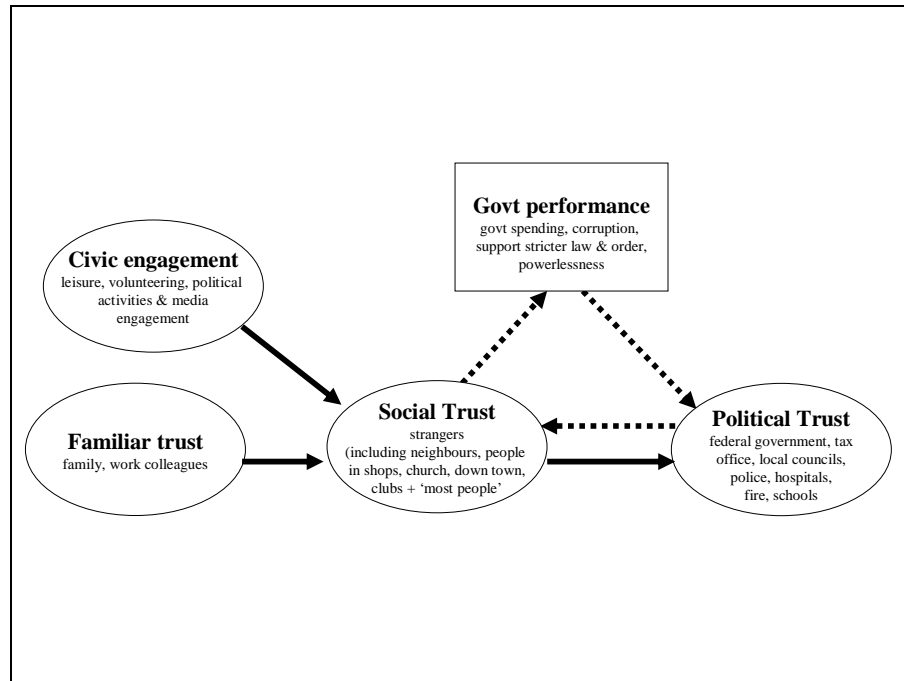 Govt performance
govt spending, corruption,
support stricter law & order,
powerlessness
Civic engagement
leisure, volunteering, political
activities & media
engagement
Familiar trust
family, work colleagues
Social Trust
strangers
(including neighbours, people
in shops, church, down town,
clubs + ‘most people’
Political Trust
federal government, tax
office, local councils,
police, hospitals,
fire, schools